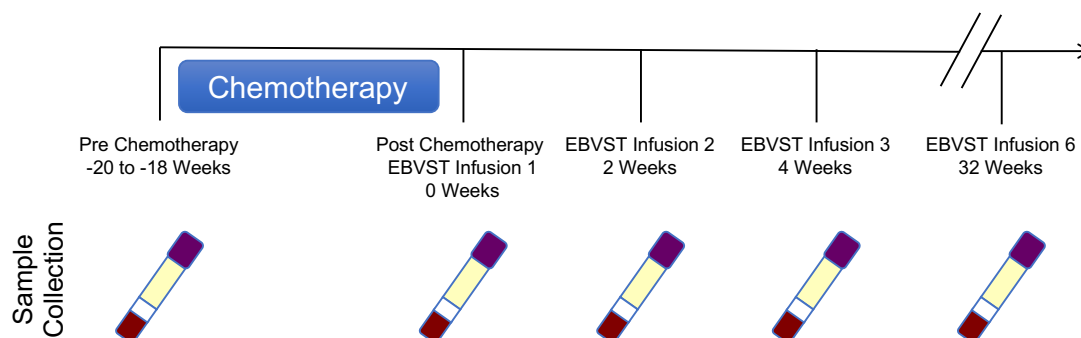 Chemotherapy
Pre Chemotherapy
-20 to -18 Weeks
Post Chemotherapy
EBVST Infusion 1
0 Weeks
EBVST Infusion 2
2 Weeks
EBVST Infusion 3
4 Weeks
EBVST Infusion 6
32 Weeks
Sample
Collection